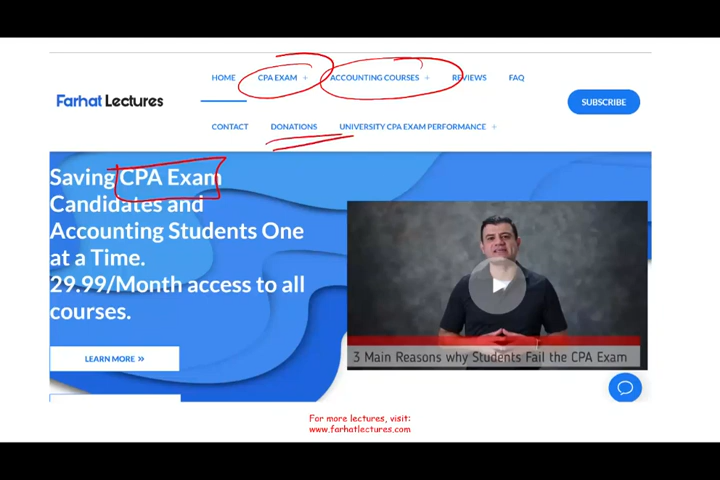 HOME CPA EXAM + ACCOUNTING COURSES + REVIEWS FAQ
Farhat Lectures
SUBSCRIBE
CONTACT DONATIONS UNIVERSITY CPA EXAM PERFORMANCE +
Saving CPA Exam
Candidates and
Accounting Students One
at a Time.
29.99/Month access to all
courses.
LEARN MORE »
3 Main Reasons why Students Fail the CPA Exam
For more lectures, visit:
www.farhatlectures.com